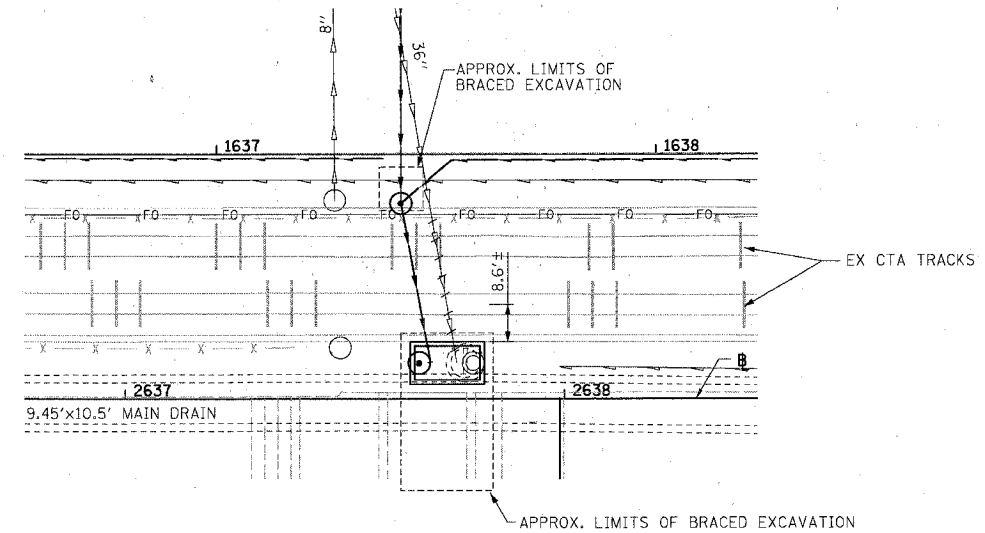 8"
36"
APPROX. LIMITS OF
BRACED EXCAVATION
1637
1638
X FO X FO X FO X FO X FO X FO X FO X FO X
EX CTA TRACKS
8.6'±
X X X X X
B
2637
2638
9.45'x10.5' MAIN DRAIN
APPROX. LIMITS OF BRACED EXCAVATION